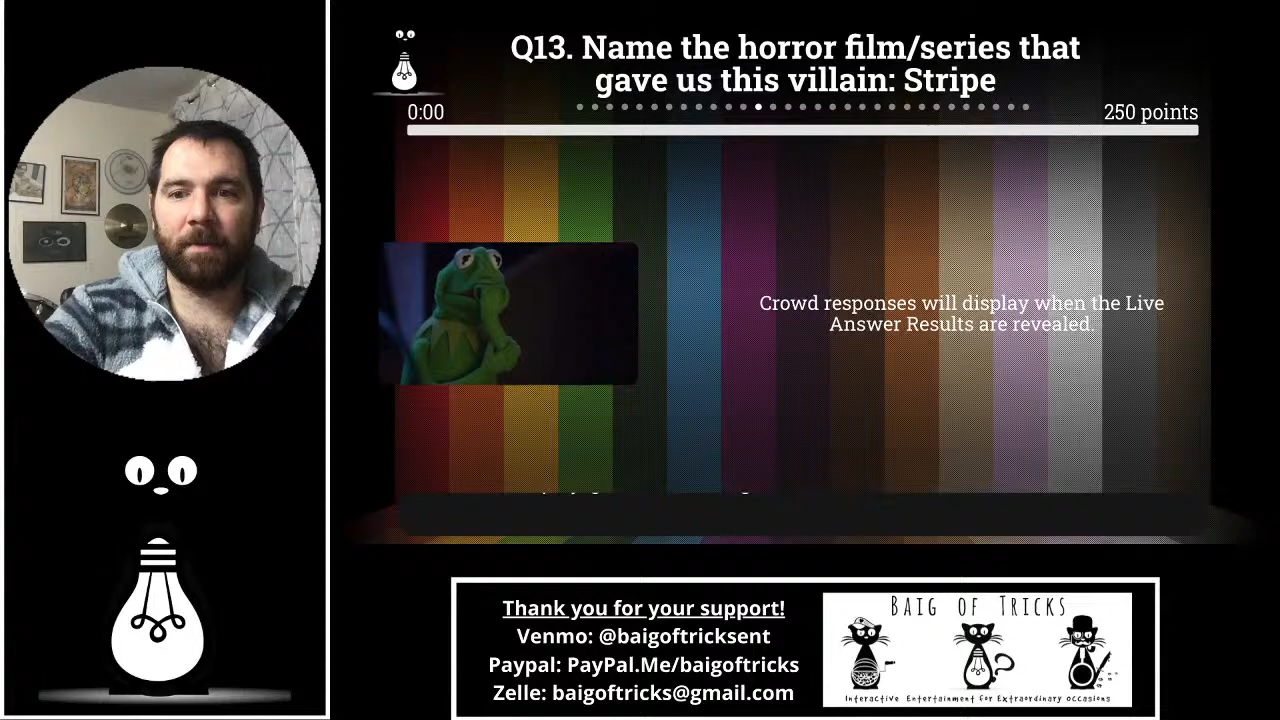 Q13. Name the horror film/series that
gave us this villain: Stripe
0:00
250 points
Crowd responses will display when the Live
Answer Results are revealed.
Thank you for your support!
Venmo: @baigoftricksent
Paypal: PayPal.Me/baigoftricks
Zelle: baigoftricks@gmail.com
BAIG OF TRICKS
Interactive Entertainment for Extraordinary Occasions